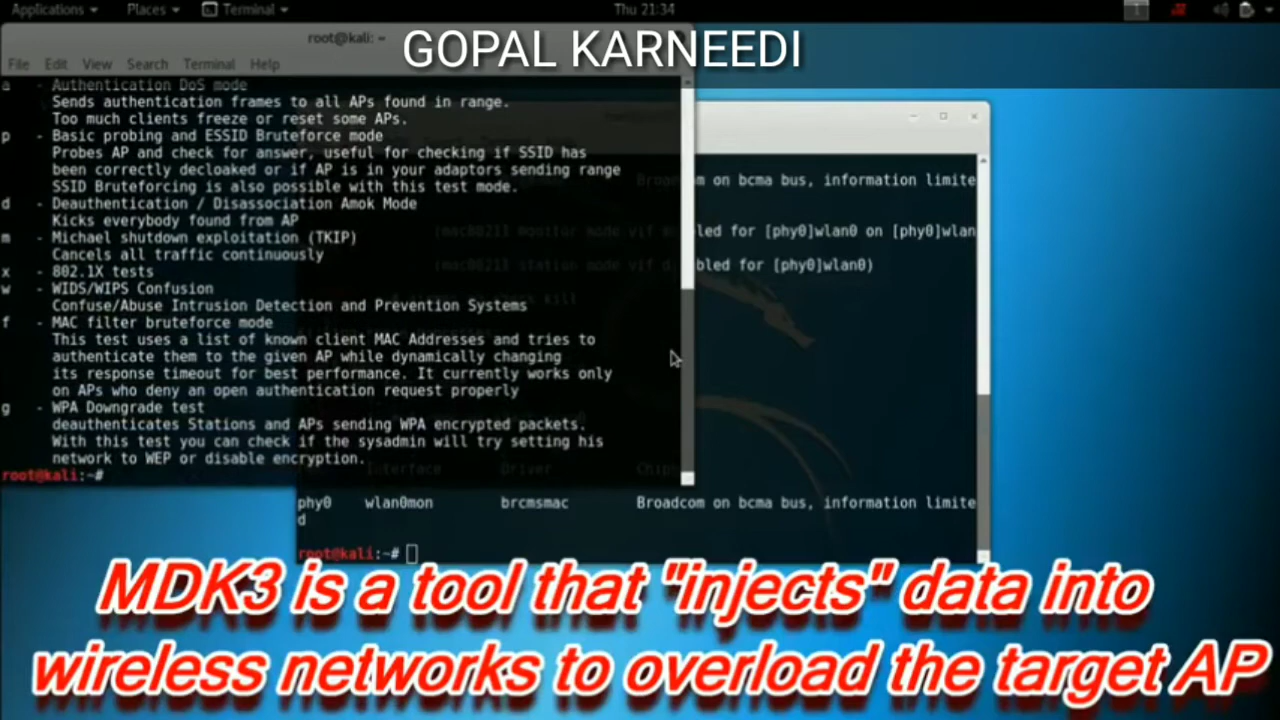 Applications Places Terminal Thu 21:34 1
root@kali: ~
GOPAL KARNEEDI
File Edit View Search Terminal Help
a - Authentication DoS mode
Sends authentication frames to all APs found in range.
Too much clients freeze or reset some APs.
p - Basic probing and ESSID Bruteforce mode
Probes AP and check for answer, useful for checking if SSID has
been correctly decloaked or if AP is in your adaptors sending range
SSID Bruteforcing is also possible with this test mode.
d - Deauthentication / Disassociation Amok Mode
Kicks everybody found from AP
m - Michael shutdown exploitation (TKIP)
Cancels all traffic continuously
x - 802.1X tests
w - WIDS/WIPS Confusion
Confuse/Abuse Intrusion Detection and Prevention Systems
f - MAC filter bruteforce mode
This test uses a list of known client MAC Addresses and tries to
authenticate them to the given AP while dynamically changing
its response timeout for best performance. It currently works only
on APs who deny an open authentication request properly
g - WPA Downgrade test
deauthenticates Stations and APs sending WPA encrypted packets.
With this test you can check if the sysadmin will try setting his
network to WEP or disable encryption.
root@kali:~#
Broadcom on bcma bus, information limite
(mac80211 monitor mode vif enabled for [phy0]wlan0 on [phy0]wlan
(mac80211 station mode vif disabled for [phy0]wlan0)
check kill
Interface Driver
phy0 wlan0mon brcmsmac Broadcom on bcma bus, information limite
d
root@kali:~#
MDK3 is a tool that "injects" data into
wireless networks to overload the target AP